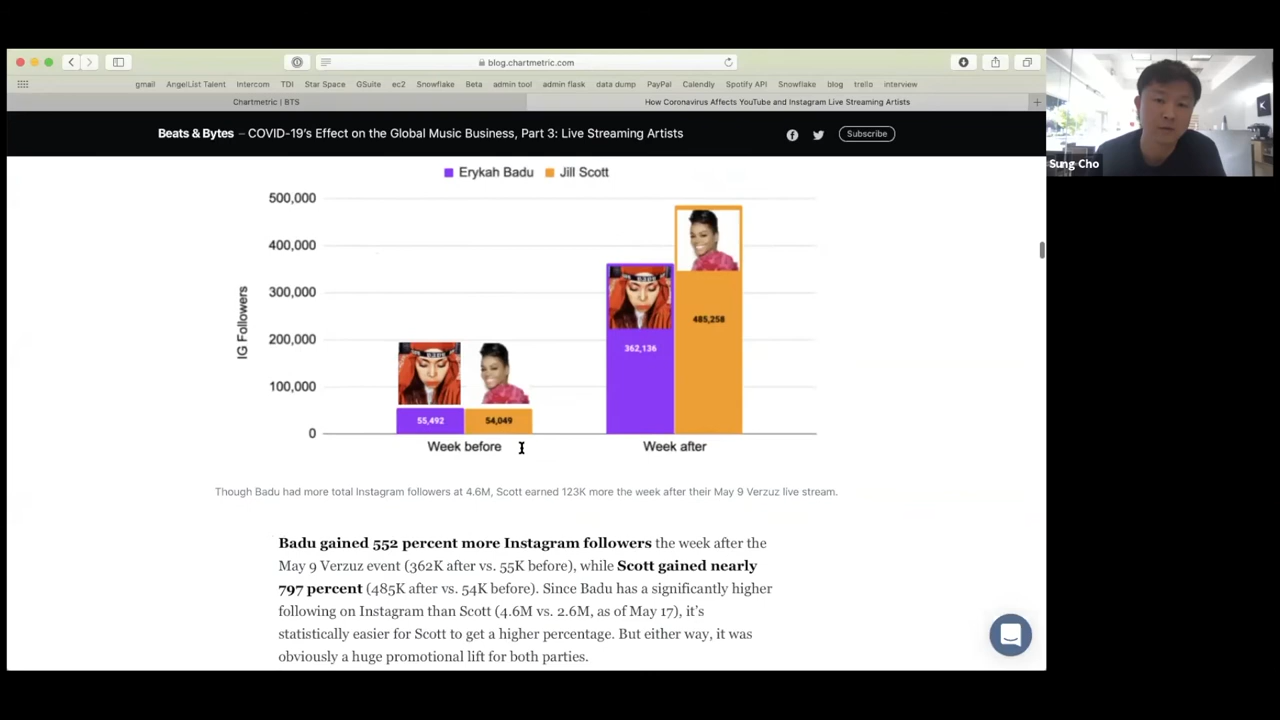 blog.chartmetric.com
gmail AngelList Talent Intercom TDI Star Space GSuite ec2 Snowflake Beta admin tool admin flask data dump PayPal Calendly Spotify API Snowflake blog trello interview
Chartmetric | BTS
How Coronavirus Affects YouTube and Instagram Live Streaming Artists
Beats & Bytes – COVID-19's Effect on the Global Music Business, Part 3: Live Streaming Artists
Subscribe
Sung Cho
Erykah Badu Jill Scott
500,000
400,000
300,000
200,000
100,000
0
IG Followers
485,258
362,136
55,492
54,049
Week before
Week after
Though Badu had more total Instagram followers at 4.6M, Scott earned 123K more the week after their May 9 Verzuz live stream.
Badu gained 552 percent more Instagram followers the week after the
May 9 Verzuz event (362K after vs. 55K before), while Scott gained nearly
797 percent (485K after vs. 54K before). Since Badu has a significantly higher
following on Instagram than Scott (4.6M vs. 2.6M, as of May 17), it's
statistically easier for Scott to get a higher percentage. But either way, it was
obviously a huge promotional lift for both parties.